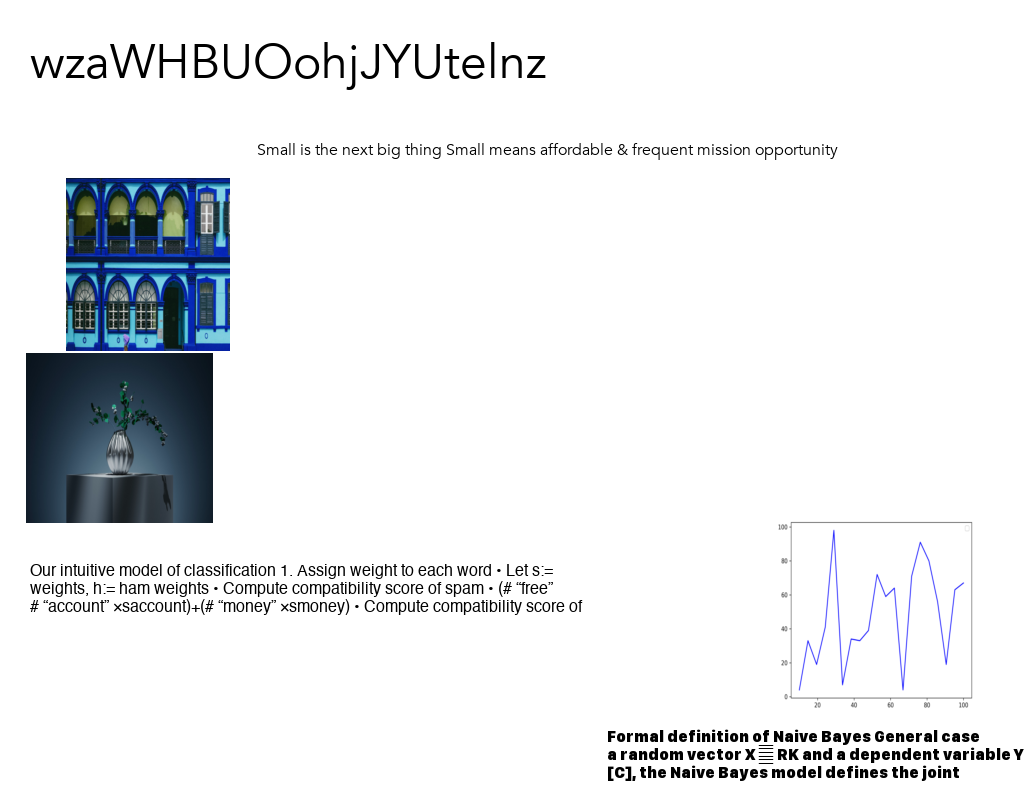 wzaWHBUOohjJYUtelnz
Small is the next big thing Small means affordable & frequent mission opportunity
Our intuitive model of classification 1. Assign weight to each word • Let s:=
weights, h:= ham weights • Compute compatibility score of spam • (# “free”
# “account” ×saccount)+(# “money” ×smoney) • Compute compatibility score of
100
80
60
40
20
0
20 40 60 80 100
Formal definition of Naive Bayes General case
a random vector X RK and a dependent variable Y
[C], the Naive Bayes model defines the joint